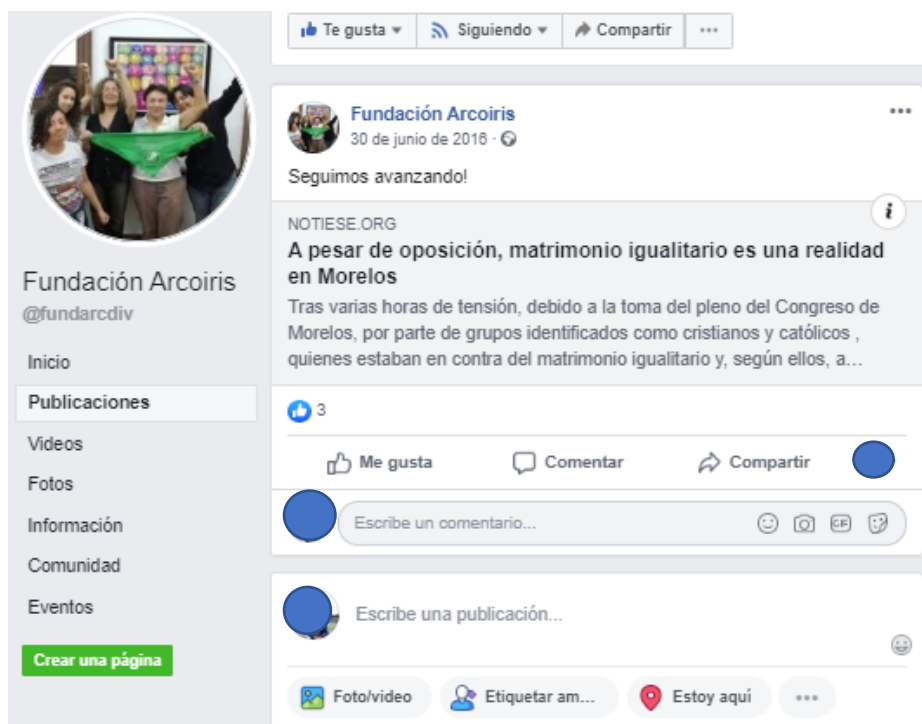 Te gusta Siguiendo Compartir ...
Fundación Arcoiris
30 de junio de 2016 ·
Seguimos avanzando!
NOTIESE.ORG
A pesar de oposición, matrimonio igualitario es una realidad
en Morelos
Tras varias horas de tensión, debido a la toma del pleno del Congreso de
Morelos, por parte de grupos identificados como cristianos y católicos ,
quienes estaban en contra del matrimonio igualitario y, según ellos, a...
3
Me gusta Comentar Compartir
Escribe un comentario...
GIF
Escribe una publicación...
Foto/video Etiquetar am... Estoy aquí ...
Fundación Arcoiris
@fundarcdiv
Inicio
Publicaciones
Videos
Fotos
Información
Comunidad
Eventos
Crear una página